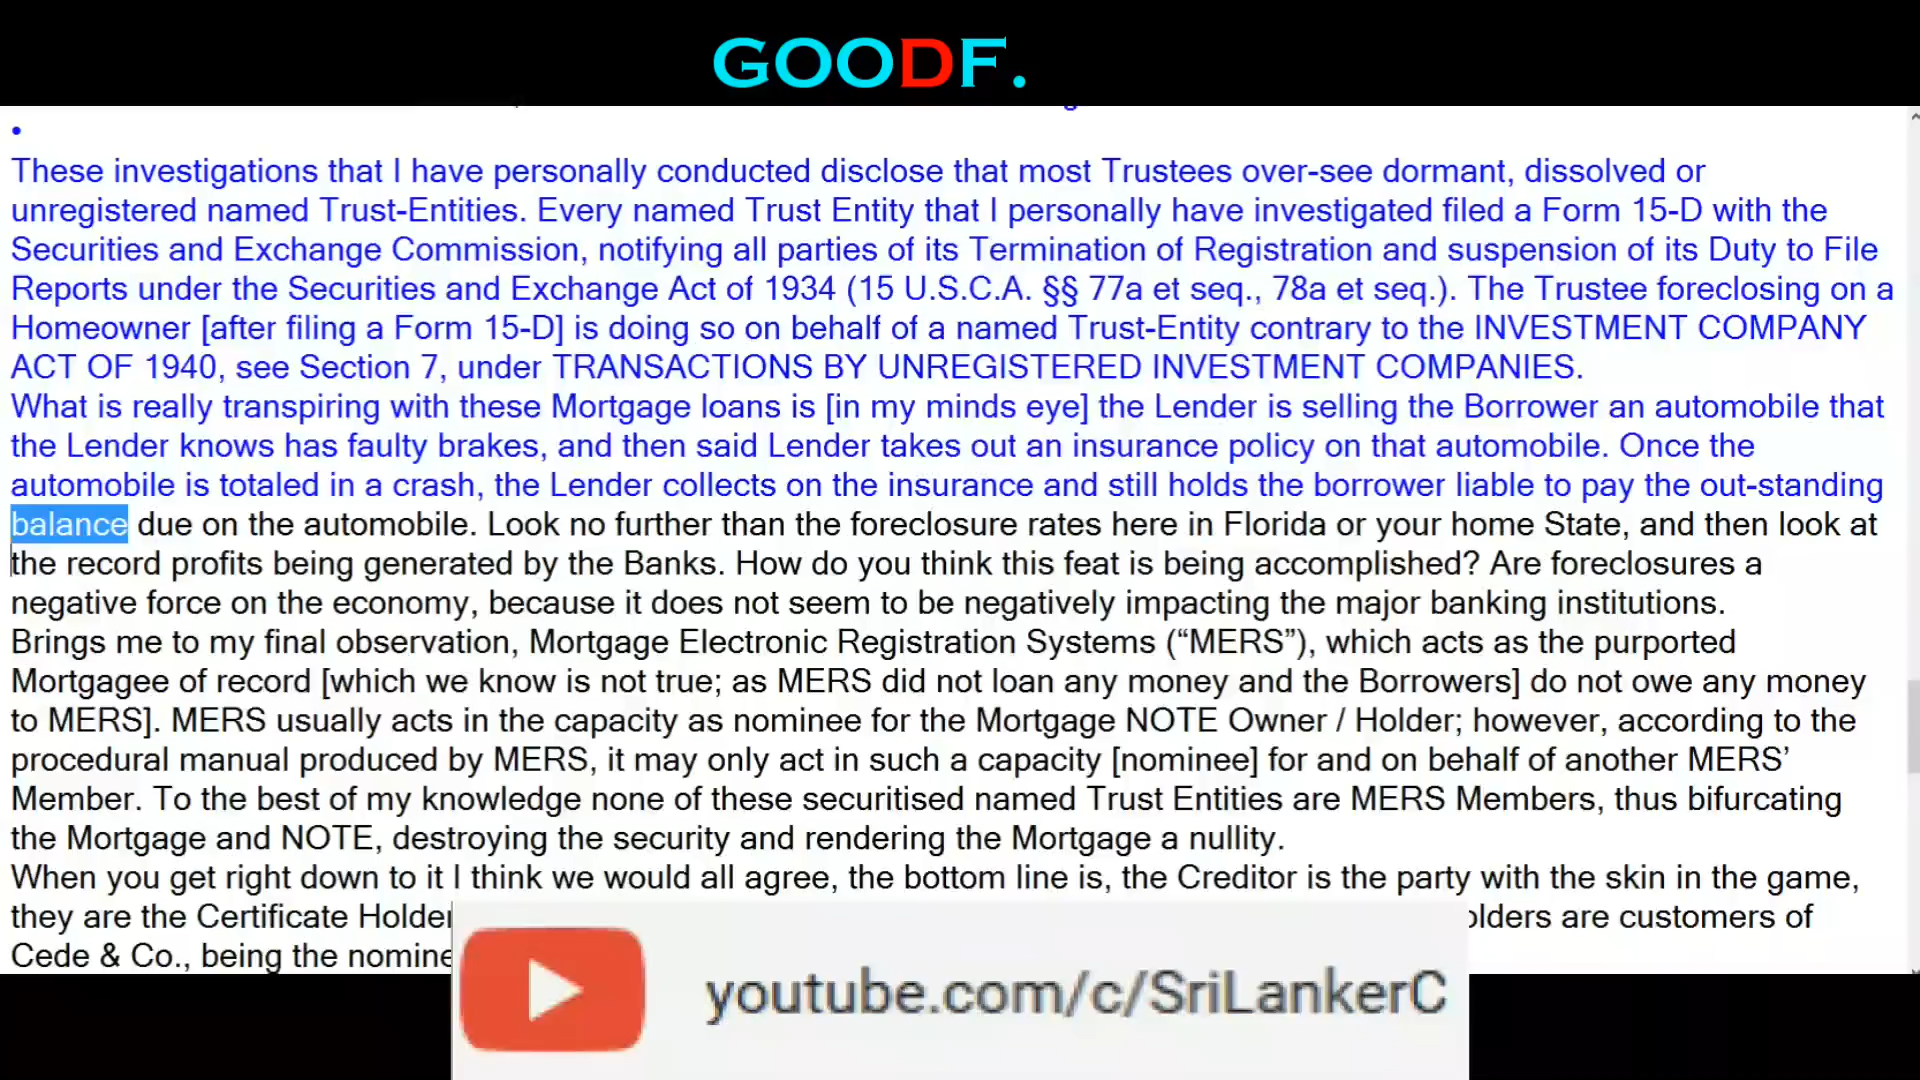 GOODF.
•
These investigations that I have personally conducted disclose that most Trustees over-see dormant, dissolved or
unregistered named Trust-Entities. Every named Trust Entity that I personally have investigated filed a Form 15-D with the
Securities and Exchange Commission, notifying all parties of its Termination of Registration and suspension of its Duty to File
Reports under the Securities and Exchange Act of 1934 (15 U.S.C.A. §§ 77a et seq., 78a et seq.). The Trustee foreclosing on a
Homeowner [after filing a Form 15-D] is doing so on behalf of a named Trust-Entity contrary to the INVESTMENT COMPANY
ACT OF 1940, see Section 7, under TRANSACTIONS BY UNREGISTERED INVESTMENT COMPANIES.
What is really transpiring with these Mortgage loans is [in my minds eye] the Lender is selling the Borrower an automobile that
the Lender knows has faulty brakes, and then said Lender takes out an insurance policy on that automobile. Once the
automobile is totaled in a crash, the Lender collects on the insurance and still holds the borrower liable to pay the out-standing
balance due on the automobile. Look no further than the foreclosure rates here in Florida or your home State, and then look at
the record profits being generated by the Banks. How do you think this feat is being accomplished? Are foreclosures a
negative force on the economy, because it does not seem to be negatively impacting the major banking institutions.
Brings me to my final observation, Mortgage Electronic Registration Systems (“MERS”), which acts as the purported
Mortgagee of record [which we know is not true; as MERS did not loan any money and the Borrowers] do not owe any money
to MERS]. MERS usually acts in the capacity as nominee for the Mortgage NOTE Owner / Holder; however, according to the
procedural manual produced by MERS, it may only act in such a capacity [nominee] for and on behalf of another MERS’
Member. To the best of my knowledge none of these securitised named Trust Entities are MERS Members, thus bifurcating
the Mortgage and NOTE, destroying the security and rendering the Mortgage a nullity.
When you get right down to it I think we would all agree, the bottom line is, the Creditor is the party with the skin in the game,
they are the Certificate olders are customers of
Cede & Co., being the
youtube.com/c/SriLankerC